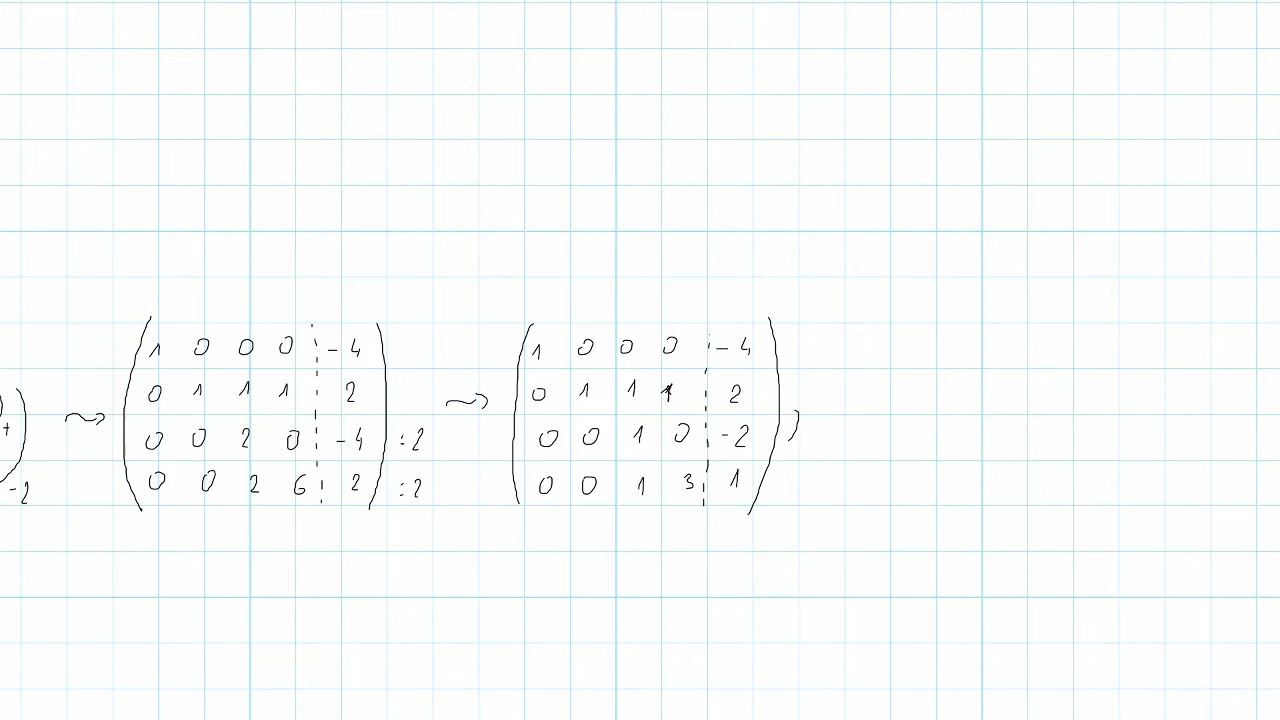 1 0 0 0 ¦ -4
0 1 1 1 ¦ 2
0 0 2 0 ¦ -4 :2
0 0 2 6 ¦ 2 :2
-2
~> 
1 0 0 0 ¦ -4
0 1 1 1 ¦ 2
0 0 1 0 ¦ -2
0 0 1 3 ¦ 1